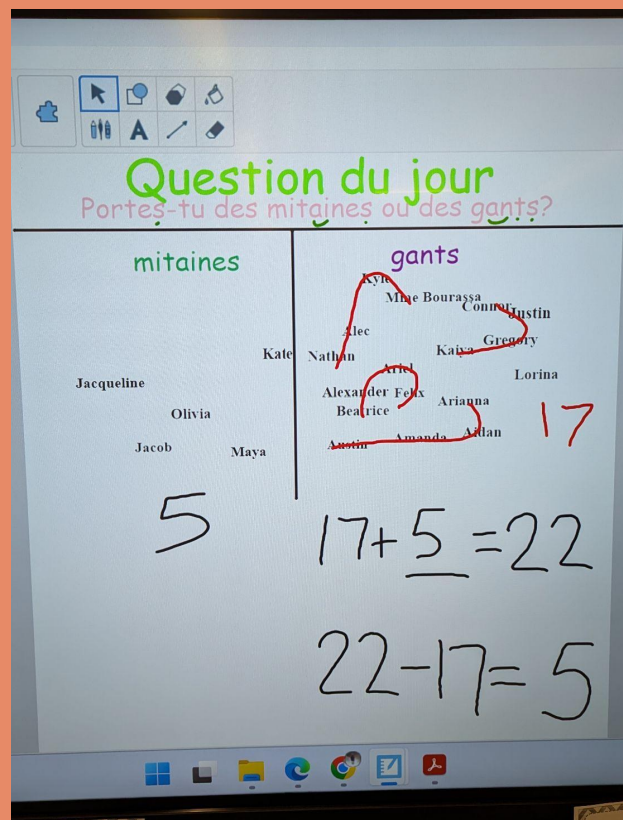 A
Question du jour
Portes-tu des mitaines ou des gants?
mitaines
gants
Kyle
Mme Bourassa
Connor
Justin
Alec
Gregory
Kate
Nathan
Kaiya
Ariel
Lorina
Jacqueline
Alexander
Felix
Arianna
Olivia
Beatrice
17
Jacob
Maya
Austin
Amanda
Aidan
5
17+5=22
22-17=5